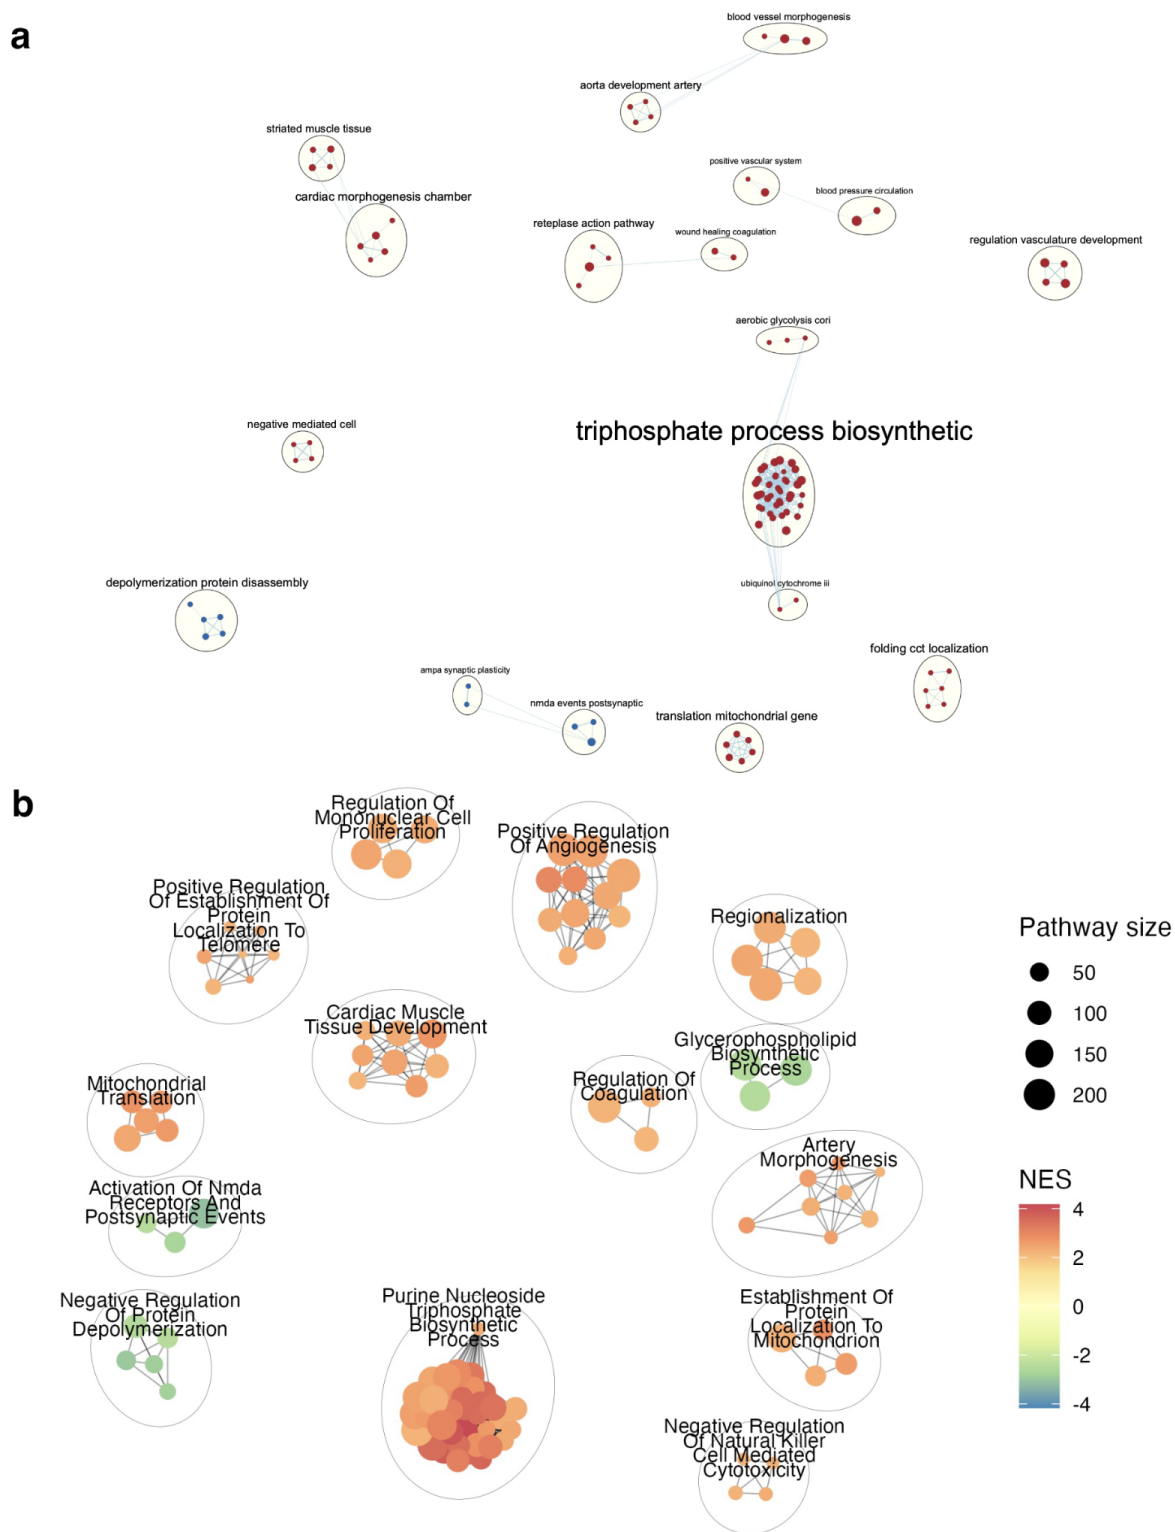 a
blood vessel morphogenesis
aorta development artery
striated muscle tissue
cardiac morphogenesis chamber
positive vascular system
blood pressure circulation
reteplase action pathway
wound healing coagulation
regulation vasculature development
aerobic glycolysis cori
negative mediated cell
triphosphate process biosynthetic
depolymerization protein disassembly
ubiquinol cytochrome iii
folding cct localization
ampa synaptic plasticity
nmda events postsynaptic
translation mitochondrial gene
b
Regulation Of
Mononuclear Cell
Proliferation
Positive Regulation
Of Angiogenesis
Positive Regulation
Of Establishment Of
Protein
Localization To
Telomere
Regionalization
Cardiac Muscle
Tissue Development
Glycerophospholipid
Biosynthetic
Process
Mitochondrial
Translation
Regulation Of
Coagulation
Artery
Morphogenesis
Activation Of Nmda
Receptors And
Postsynaptic Events
Negative Regulation
Of Protein
Depolymerization
Purine Nucleoside
Triphosphate
Biosynthetic
Process
Establishment Of
Protein
Localization To
Mitochondrion
Negative Regulation
Of Natural Killer
Cell Mediated
Cytotoxicity
Pathway size
50
100
150
200
NES
4
2
0
-2
-4